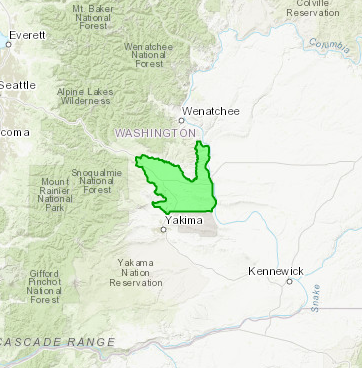 Mt. Baker
National
Forest
Colville
Reservation
Everett
Wenatchee
National
Forest
Columbia
Seattle
Alpine Lakes
Wilderness
Wenatchee
coma
WASHINGTON
Snoqualmie
National
Forest
Mount
Rainier
National
Park
Yakima
Yakama
Nation
Reservation
Kennewick
Gifford
Pinchot
National
Forest
Snake
CASCADE RANGE